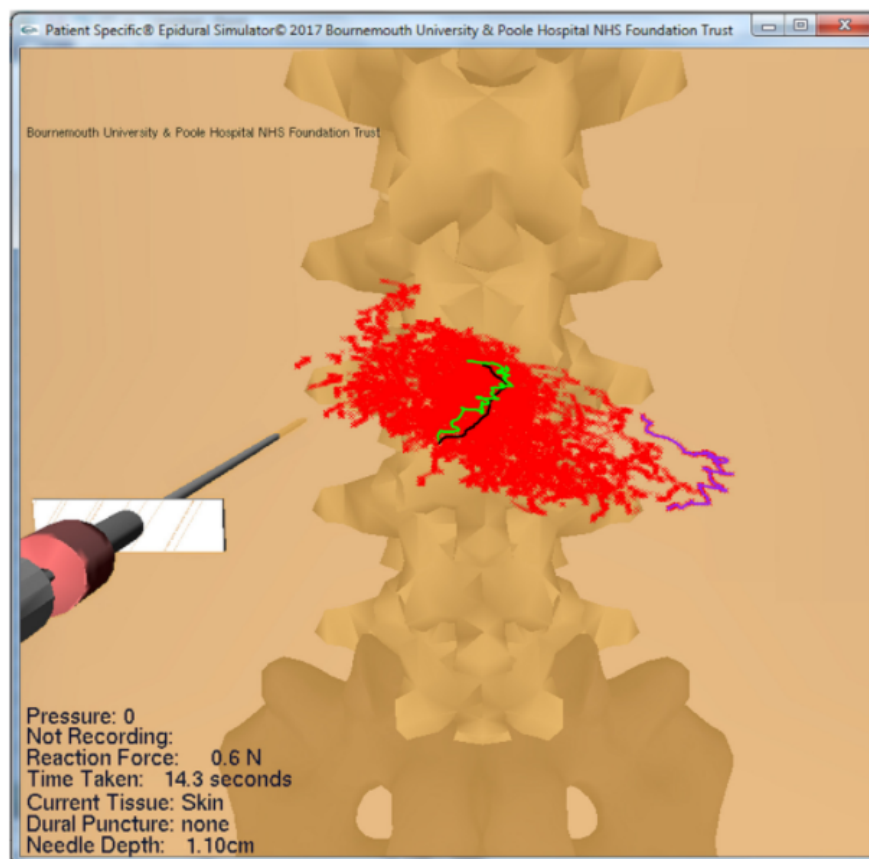 Patient Specific® Epidural Simulator© 2017 Bournemouth University & Poole Hospital NHS Foundation Trust
Bournemouth University & Poole Hospital NHS Foundation Trust
Pressure: 0
Not Recording:
Reaction Force: 0.6 N
Time Taken: 14.3 seconds
Current Tissue: Skin
Dural Puncture: none
Needle Depth: 1.10cm